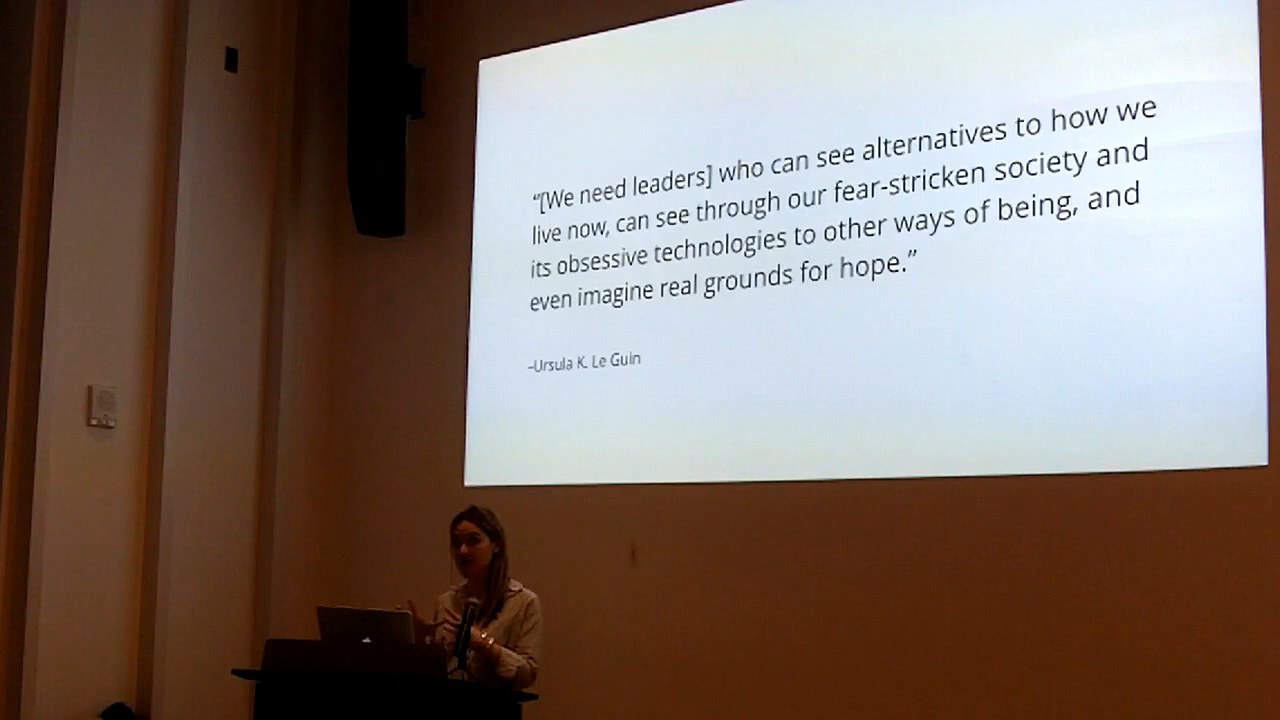 “[We need leaders] who can see alternatives to how we
live now, can see through our fear-stricken society and
its obsessive technologies to other ways of being, and
even imagine real grounds for hope.”
–Ursula K. Le Guin